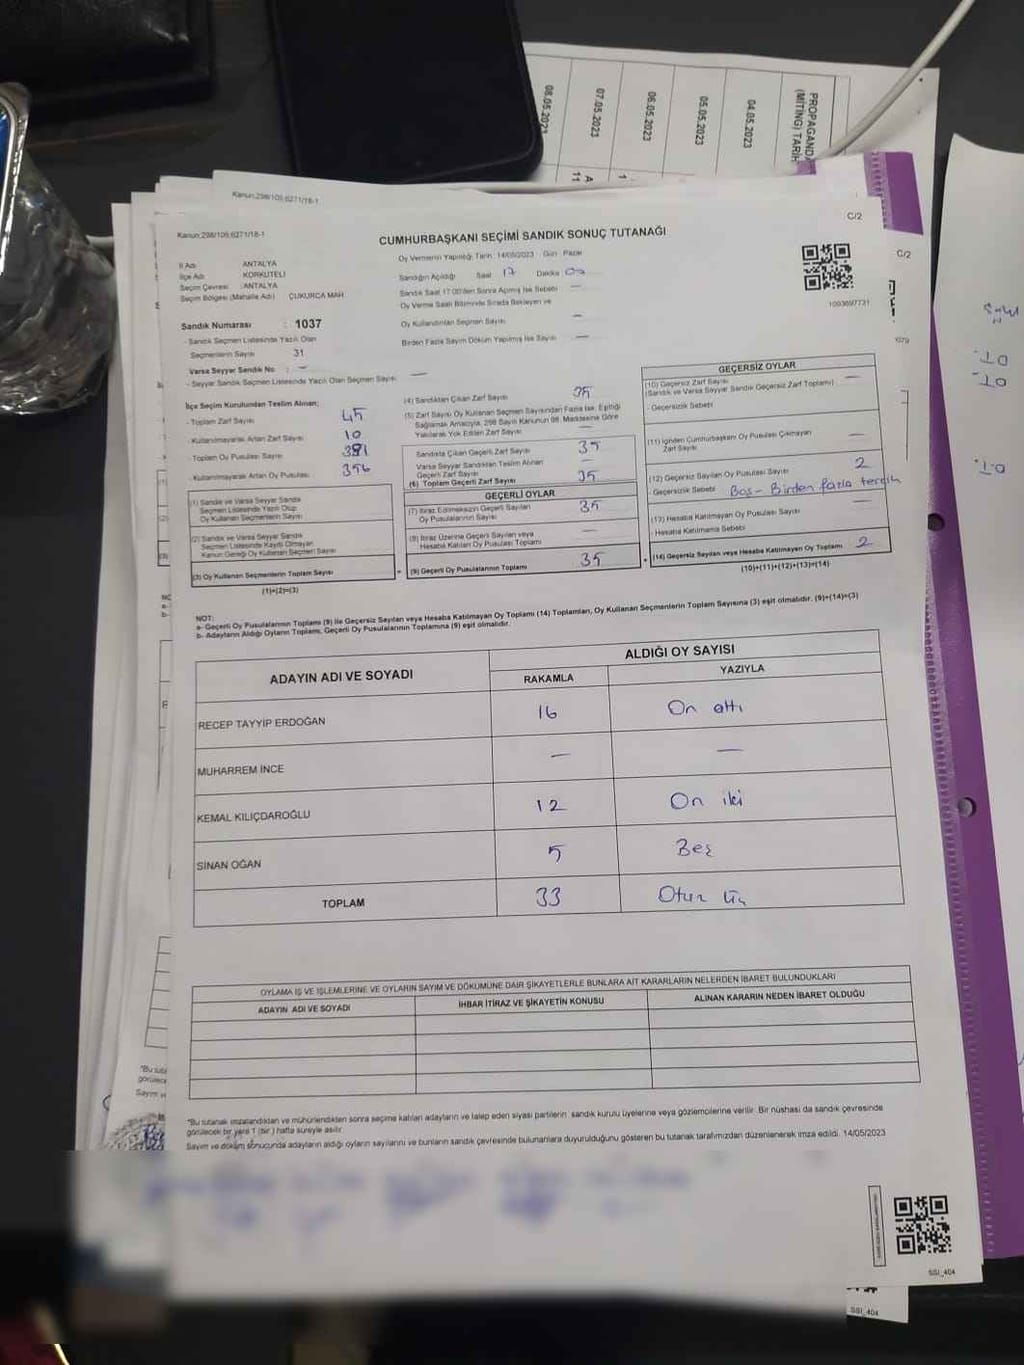 08.05.2023
07.05.2023
06.05.2023
05.05.2023
04.05.2023
PROPAGANDA
(MİTİNG) TARİH
Kanun:298/105;6271/18-1
Kanun:298/105;6271/18-1
C/2
C/2
CUMHURBAŞKANI SEÇİMİ SANDIK SONUÇ TUTANAĞI
İl Adı ANTALYA
İlçe Adı KORKUTELİ
Seçim Çevresi : ANTALYA
Seçim Bölgesi (Mahalle Adı) ÇUKURCA MAH.
Oy Vermenin Yapıldığı Tarih: 14/05/2023 Gün: Pazar
Sandığın Açıldığı Saat 17 Dakika 09
Sandık Saat 17:00'den Sonra Açılmış İse Sebebi —
Oy Verme Saati Bitiminde Sırada Bekleyen ve
Oy Kullandırılan Seçmen Sayısı —
Birden Fazla Sayım Döküm Yapılmış İse Sayısı —
1093697731
Sandık Numarası : 1037
- Sandık Seçmen Listesinde Yazılı Olan
Seçmenlerin Sayısı 31
Varsa Seyyar Sandık No : —
- Seyyar Sandık Seçmen Listesinde Yazılı Olan Seçmen Sayısı —
İlçe Seçim Kurulundan Teslim Alınan;
- Toplam Zarf Sayısı 45
- Kullanılmayarak Artan Zarf Sayısı 10
- Toplam Oy Pusulası Sayısı 391
- Kullanılmayarak Artan Oy Pusulası 356
(1) Sandık ve Varsa Seyyar Sandık
Seçmen Listesinde Yazılı Olup
Oy Kullanan Seçmenlerin Sayısı
(2) Sandık ve Varsa Seyyar Sandık
Seçmen Listesinde Kaydı Olmayan
Kanun Gereği Oy Kullanan Seçmenlerin Sayısı
(3) Oy Kullanan Seçmenlerin Toplam Sayısı
(1)+(2)=(3)
(4) Sandıktan Çıkan Zarf Sayısı 35
(5) Zarf Sayısı Oy Kullanan Seçmen Sayısından Fazla ise, Eşitliği
Sağlamak Amacıyla, 298 Sayılı Kanunun 98. Maddesine Göre
Yakılarak Yok Edilen Zarf Sayısı —
Sandıkta Çıkan Geçerli Zarf Sayısı 35
Varsa Seyyar Sandıktan Teslim Alınan
Geçerli Zarf Sayısı —
(6) Toplam Geçerli Zarf Sayısı 35
GEÇERLİ OYLAR
(7) İtiraz Edilmeksizin Geçerli Sayılan
Oy Pusulalarının Sayısı 35
(8) İtiraz Üzerine Geçerli Sayılan veya
Hesaba Katılan Oy Pusulası Toplamı —
= (9) Geçerli Oy Pusulalarının Toplamı 35
GEÇERSİZ OYLAR
(10) Geçersiz Zarf Sayısı
(Sandık ve Varsa Seyyar Sandık Geçersiz Zarf Toplamı) —
- Geçersizlik Sebebi
(11) İçinden Cumhurbaşkanı Oy Pusulası Çıkmayan
Zarf Sayısı —
(12) Geçersiz Sayılan Oy Pusulası Sayısı 2
- Geçersizlik Sebebi Boş - Birden fazla tercih
(13) Hesaba Katılmayan Oy Pusulası Sayısı —
- Hesaba Katılmama Sebebi
+ (14) Geçersiz Sayılan veya Hesaba Katılmayan Oy Toplamı 2
(10)+(11)+(12)+(13)=(14)
NOT:
a- Geçerli Oy Pusulalarının Toplamı (9) ile Geçersiz Sayılan veya Hesaba Katılmayan Oy Toplamı (14) Toplamları, Oy Kullanan Seçmenlerin Toplam Sayısına (3) eşit olmalıdır. (9)+(14)=(3)
b- Adayların Aldığı Oyların Toplamı, Geçerli Oy Pusulalarının Toplamına (9) eşit olmalıdır.
ADAYIN ADI VE SOYADI
ALDIĞI OY SAYISI
RAKAMLA YAZIYLA
RECEP TAYYİP ERDOĞAN 16 On altı
MUHARREM İNCE — —
KEMAL KILIÇDAROĞLU 12 On iki
SİNAN OĞAN 5 Beş
TOPLAM 33 Otuz üç
OYLAMA İŞ VE İŞLEMLERİNE VE OYLARIN SAYIM VE DÖKÜMÜNE DAİR ŞİKAYETLERLE BUNLARA AİT KARARLARIN NELERDEN İBARET BULUNDUKLARI
ADAYIN ADI VE SOYADI İHBAR İTİRAZ VE ŞİKAYETİN KONUSU ALINAN KARARIN NEDEN İBARET OLDUĞU
*Bu tutanak imzalandıktan ve mühürlendikten sonra seçime katılan adayların ve talep eden siyasi partilerin sandık kurulu üyelerine veya gözlemcilerine verilir. Bir nüshası da sandık çevresinde
görülecek bir yere 1 (bir) hafta süreyle asılır.
Sayım ve döküm sonucunda adayların aldığı oyların sayılarını ve bunların sandık çevresinde bulunanlara duyurulduğunu gösteren bu tutanak tarafımızdan düzenlenerek imza edildi. 14/05/2023
SSI_404
SSI_404